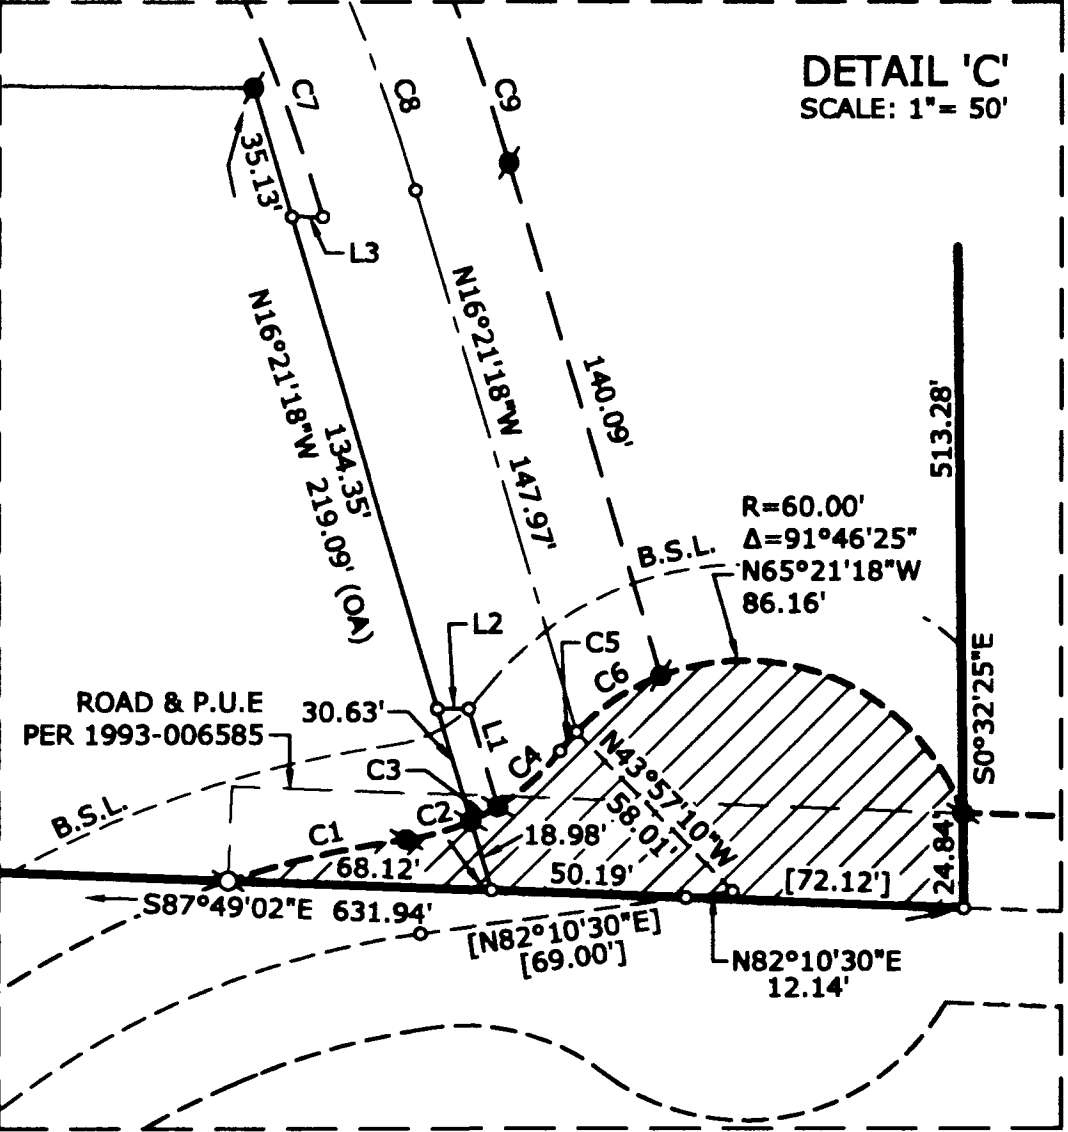 DETAIL 'C'
SCALE: 1"= 50'
C7
C8
C9
35.13'
L3
N16°21'18"W 219.09' (OA)
134.35'
N16°21'18"W 147.97'
140.09'
513.28'
S0°32'25"E
R=60.00'
Δ=91°46'25"
N65°21'18"W
86.16'
B.S.L.
L2
C5
C6
ROAD & P.U.E
PER 1993-006585
30.63'
L1
C4
C3
N43°57'10"W
58.01'
B.S.L.
C1
C2
18.98'
68.12'
50.19'
[72.12']
24.84'
S87°49'02"E 631.94'
[N82°10'30"E]
[69.00']
N82°10'30"E
12.14'